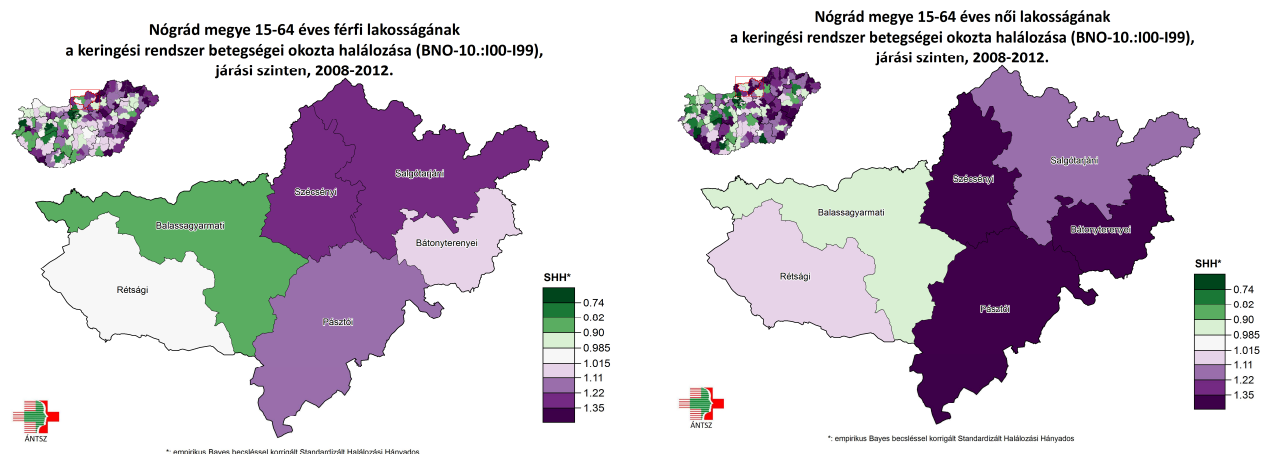 Nógrád megye 15-64 éves férfi lakosságának
a keringési rendszer betegségei okozta halálozása (BNO-10.:I00-I99),
járási szinten, 2008-2012.
Szécsényi
Salgótarjáni
Balassagyarmati
Bátonyterenyei
Rétsági
Pásztói
SHH*
0.74
0.02
0.90
0.985
1.015
1.11
1.22
1.35
ÁNTSZ
*: empirikus Bayes becsléssel korrigált Standardizált Halálozási Hányados
Nógrád megye 15-64 éves női lakosságának
a keringési rendszer betegségei okozta halálozása (BNO-10.:I00-I99),
járási szinten, 2008-2012.
Salgótarjáni
Szécsényi
Balassagyarmati
Bátonyterenyei
Rétsági
Pásztói
SHH*
0.74
0.02
0.90
0.985
1.015
1.11
1.22
1.35
ÁNTSZ
*: empirikus Bayes becsléssel korrigált Standardizált Halálozási Hányados